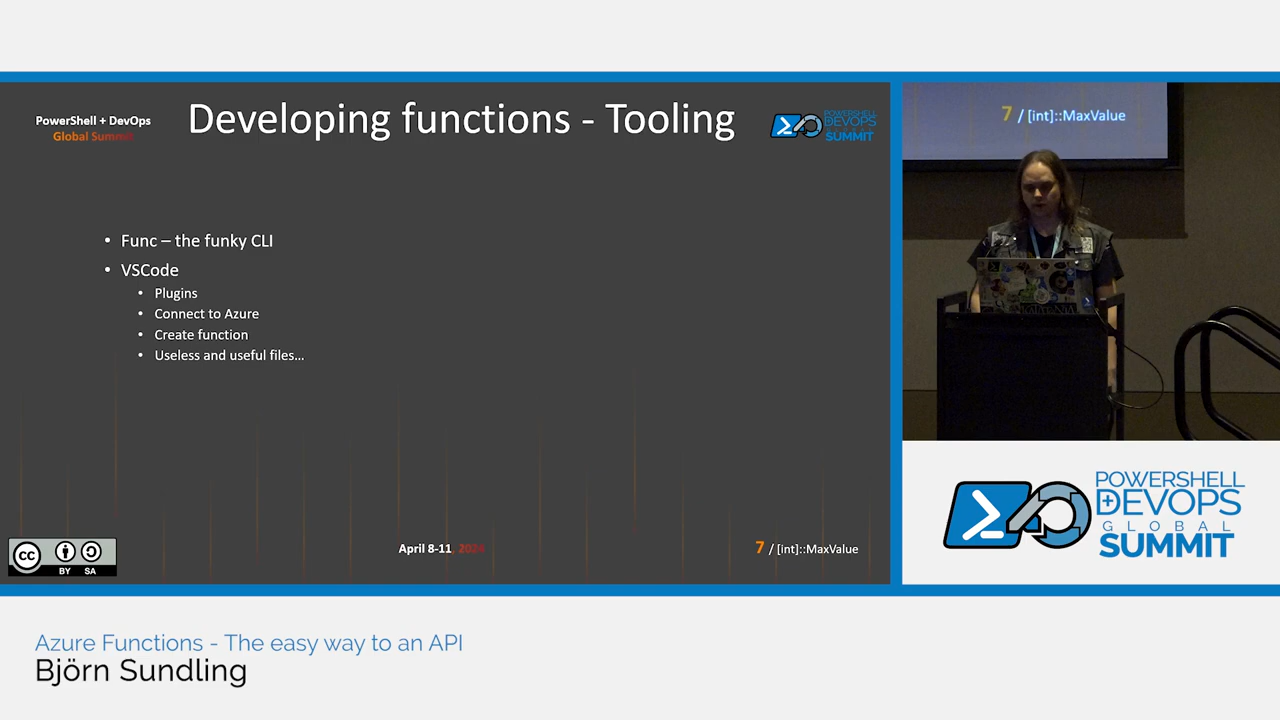 PowerShell + DevOps
Global Summit
Developing functions - Tooling
POWERSHELL
DEVOPS
GLOBAL
SUMMIT
• Func – the funky CLI
• VSCode
• Plugins
• Connect to Azure
• Create function
• Useless and useful files...
cc
BY SA
April 8-11, 2024
7 / [int]::MaxValue
7 / [int]::MaxValue
POWERSHELL
+DEVOPS
GLOBAL
SUMMIT
Azure Functions - The easy way to an API
Björn Sundling